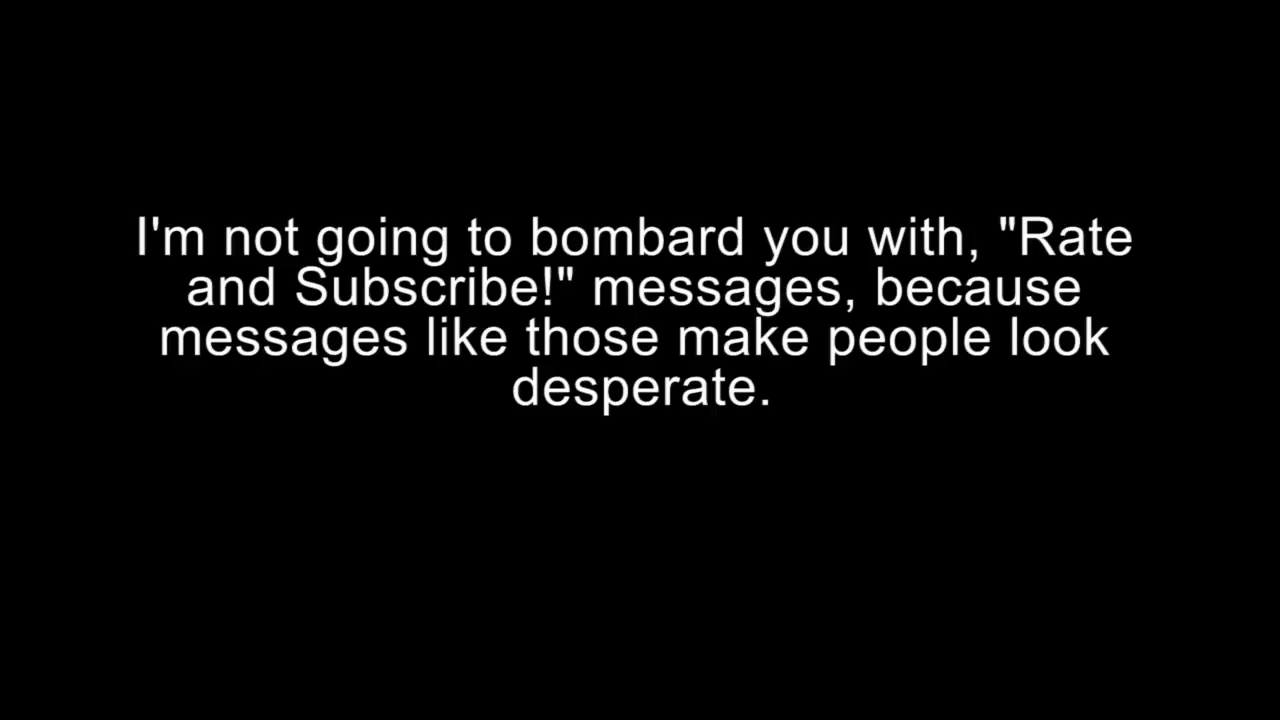 I'm not going to bombard you with, "Rate
and Subscribe!" messages, because
messages like those make people look
desperate.